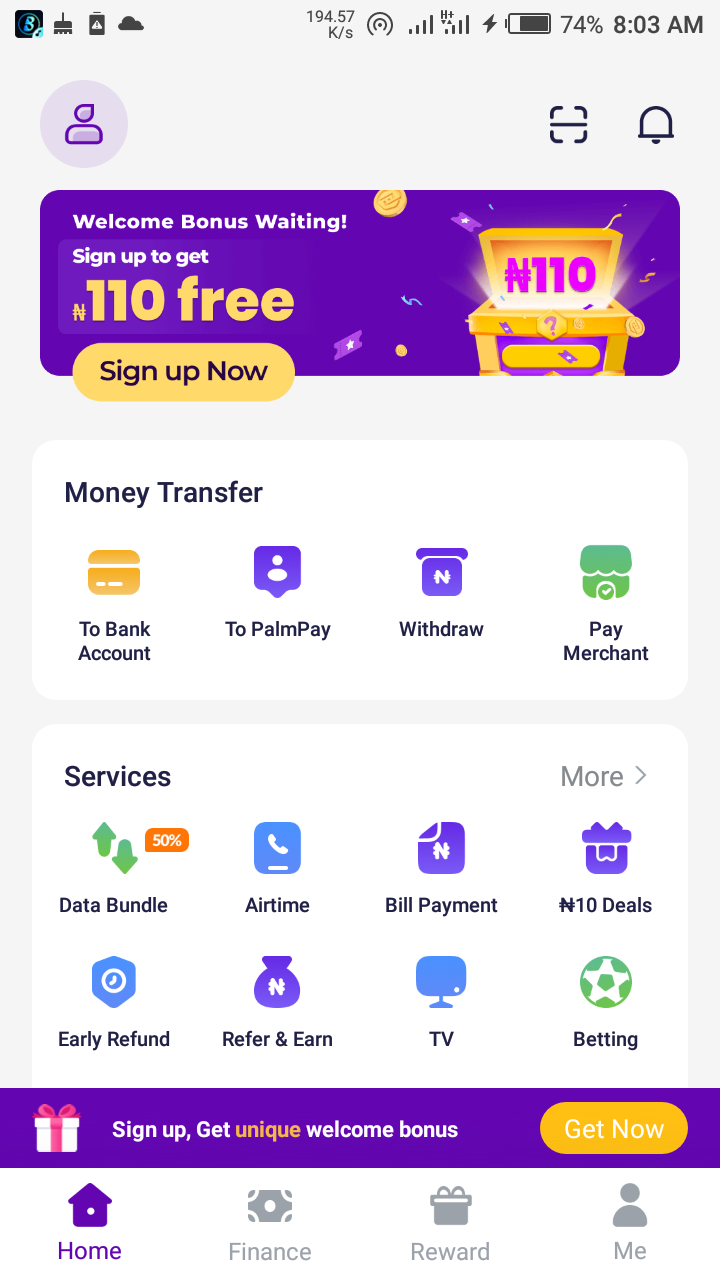 194.57
K/s
H+
74%
8:03 AM
Welcome Bonus Waiting!
Sign up to get
₦110 free
Sign up Now
₦110
?
Money Transfer
To Bank
Account
To PalmPay
Withdraw
Pay
Merchant
Services
More
50%
Data Bundle
Airtime
Bill Payment
₦10 Deals
Early Refund
Refer & Earn
TV
Betting
Sign up, Get unique welcome bonus
Get Now
Home
Finance
Reward
Me